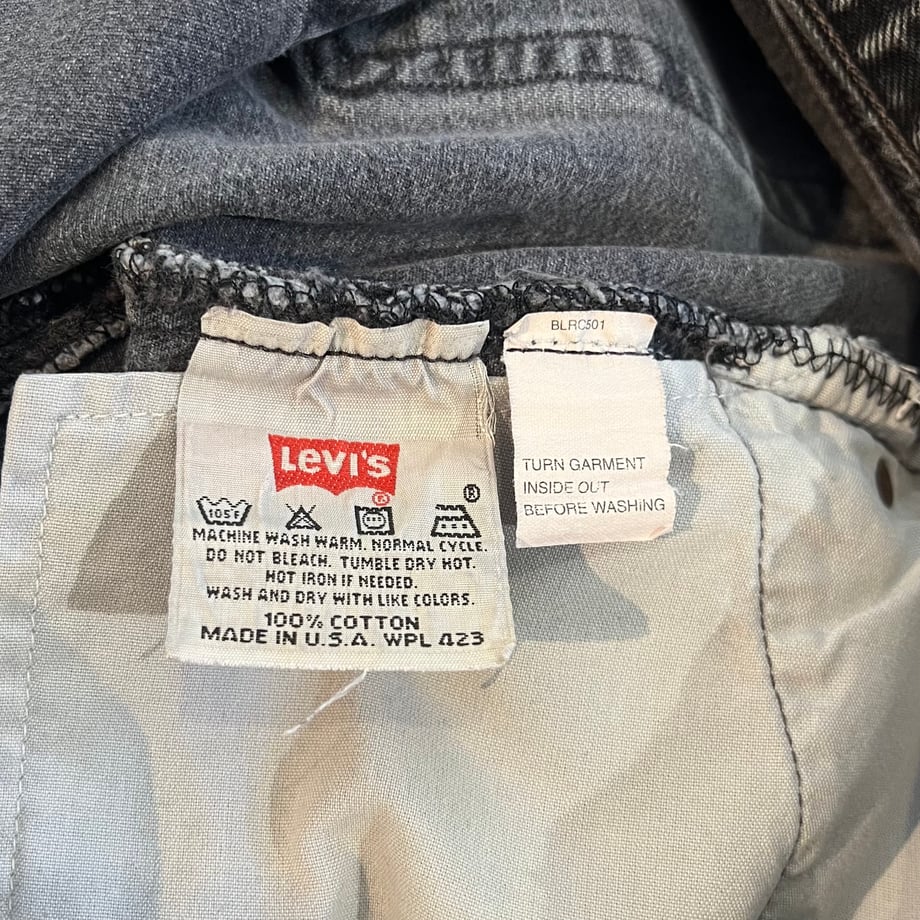 BLRC501
LEVI'S
®
®
105F
MACHINE WASH WARM. NORMAL CYCLE.
DO NOT BLEACH. TUMBLE DRY HOT.
HOT IRON IF NEEDED.
WASH AND DRY WITH LIKE COLORS.
100% COTTON
MADE IN U.S.A. WPL 423
TURN GARMENT
INSIDE OUT
BEFORE WASHING